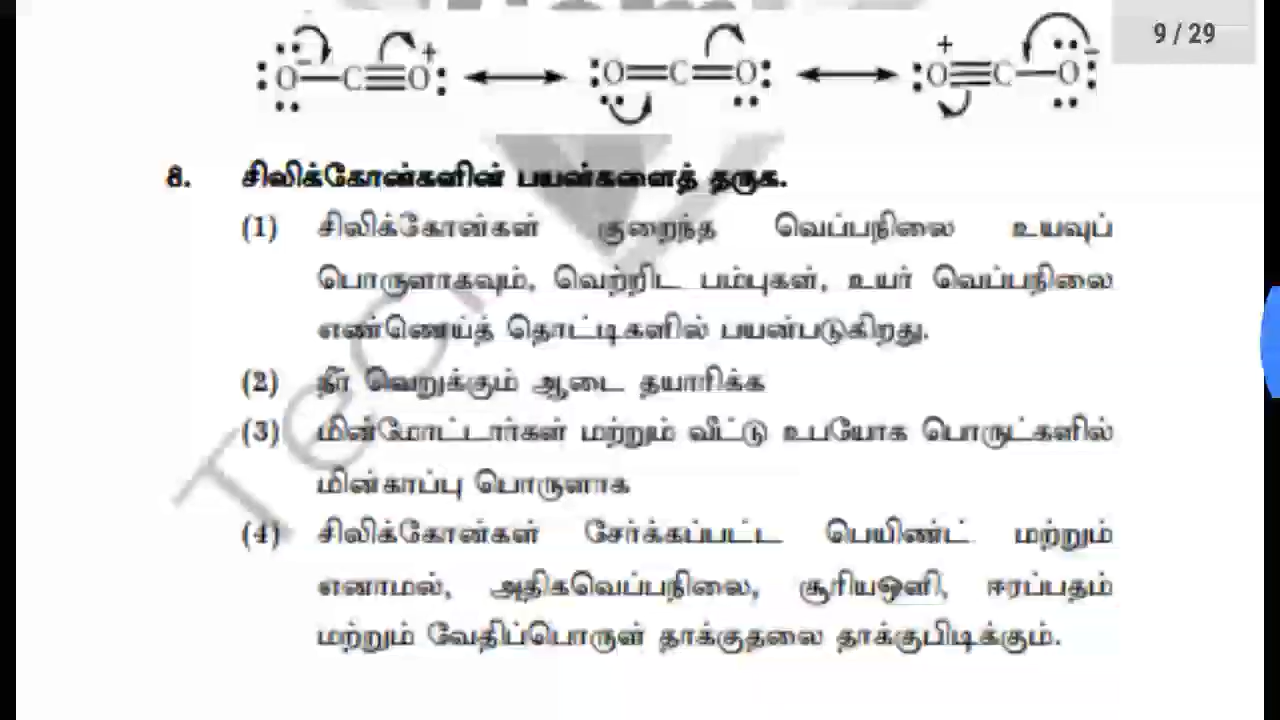 9 / 29
:O–C≡O: ⟷ :O=C=O: ⟷ :O≡C–O:
8. சிலிக்கோன்களின் பயன்களைத் தருக.
(1) சிலிக்கோன்கள் குறைந்த வெப்பநிலை உயவுப்
பொருளாகவும், வெற்றிட பம்புகள், உயர் வெப்பநிலை
எண்ணெய்த் தொட்டிகளில் பயன்படுகிறது.
(2) நீர் வெறுக்கும் ஆடை தயாரிக்க
(3) மின்மோட்டார்கள் மற்றும் வீட்டு உபயோக பொருட்களில்
மின்காப்பு பொருளாக
(4) சிலிக்கோன்கள் சேர்க்கப்பட்ட பெயிண்ட் மற்றும்
எனாமல், அதிகவெப்பநிலை, சூரியஒளி, ஈரப்பதம்
மற்றும் வேதிப்பொருள் தாக்குதலை தாக்குபிடிக்கும்.